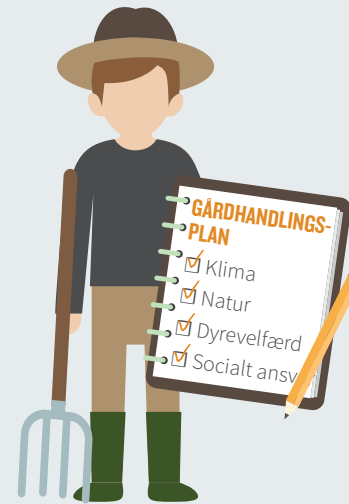 GÅRDHANDLINGS-
PLAN
Klima
Natur
Dyrevelfærd
Socialt ansv